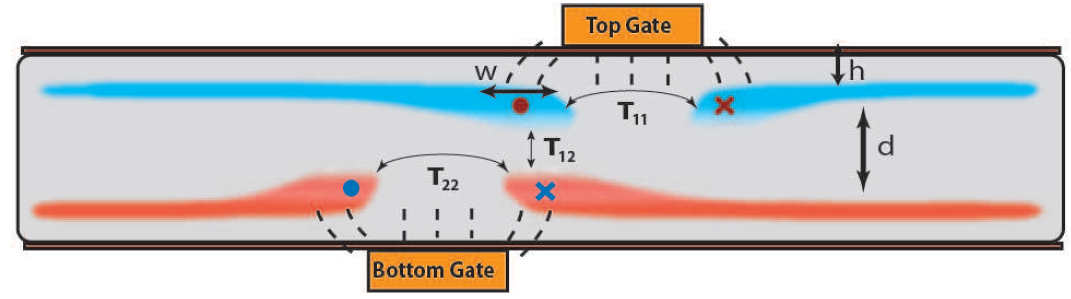 Top Gate
w
h
T11
T12
d
T22
Bottom Gate